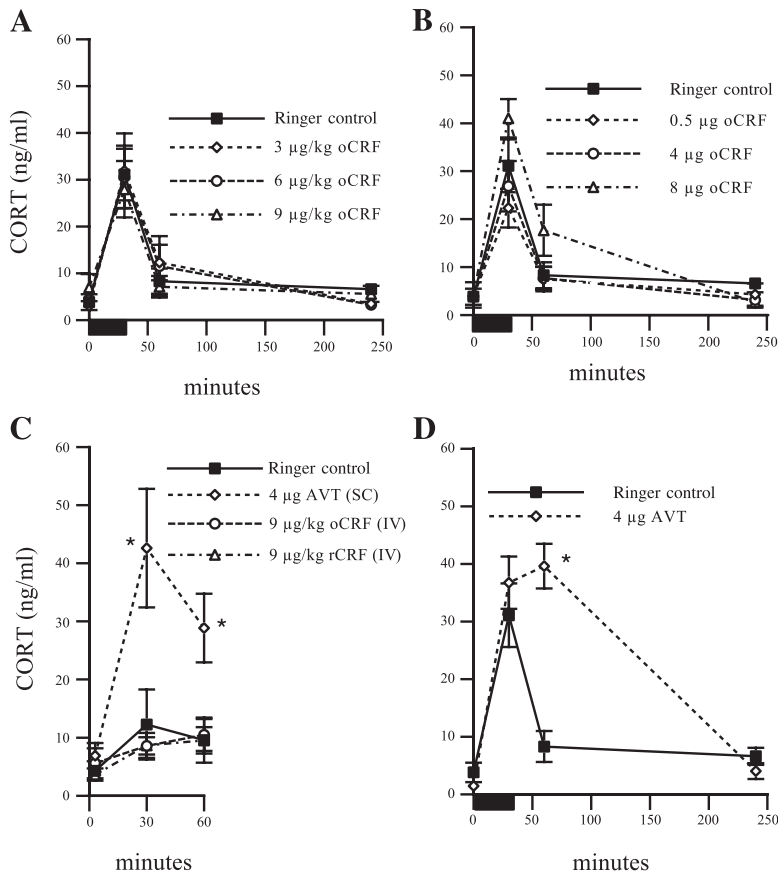 A
60
50
40
30
20
10
0
CORT (ng/ml)
Ringer control
3 µg/kg oCRF
6 µg/kg oCRF
9 µg/kg oCRF
0 50 100 150 200 250
minutes
B
60
50
40
30
20
10
0
Ringer control
0.5 µg oCRF
4 µg oCRF
8 µg oCRF
0 50 100 150 200 250
minutes
C
60
50
40
30
20
10
0
CORT (ng/ml)
Ringer control
4 µg AVT (SC)
9 µg/kg oCRF (IV)
9 µg/kg rCRF (IV)
*
*
0 30 60
minutes
D
60
50
40
30
20
10
0
Ringer control
4 µg AVT
*
0 50 100 150 200 250
minutes